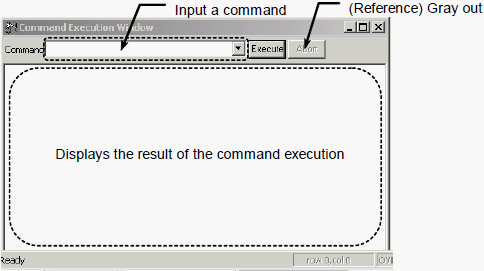 Input a command
(Reference) Gray out
Command Execution Window
Command
Execute
Abort
Displays the result of the command execution
Ready
row 0,col 0
OVR